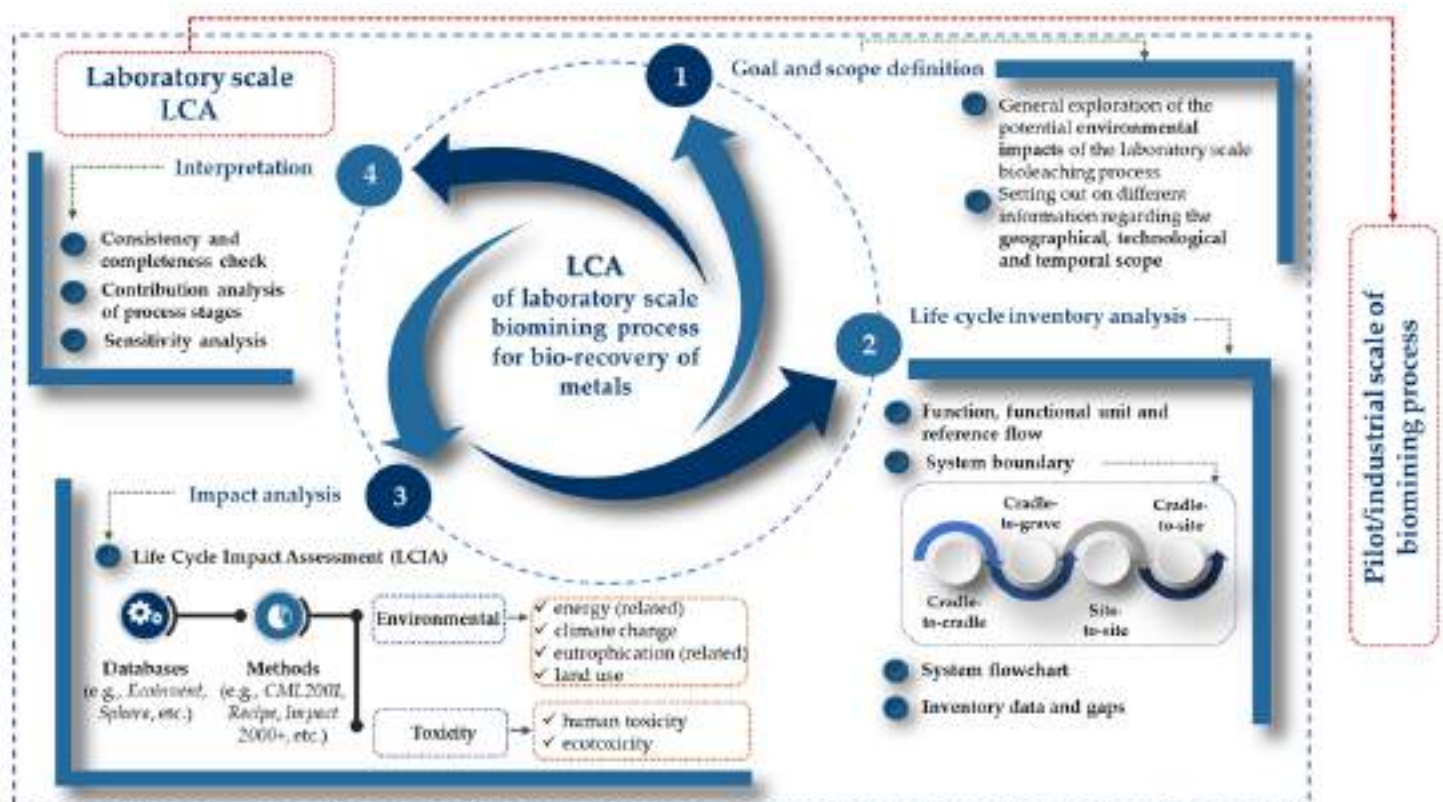 Laboratory scale
LCA
1
Goal and scope definition
General exploration of the
potential environmental
impacts of the laboratory scale
bioleaching process
Setting out on different
information regarding the
geographical, technological
and temporal scope
Interpretation
4
Consistency and
completeness check
Contribution analysis
of process stages
Sensitivity analysis
LCA
of laboratory scale
biomining process
for bio-recovery of
metals
2
Life cycle inventory analysis
Function, functional unit and
reference flow
System boundary
Cradle-
to-grave
Cradle-
to-site
Cradle-
to-cradle
Site-
to-site
System flowchart
Inventory data and gaps
Impact analysis
3
Life Cycle Impact Assessment (LCIA)
Databases
(e.g., Ecoinvent,
Sphera, etc.)
Methods
(e.g., CML2001,
Recipe, Impact
2000+, etc.)
Environmental
✓ energy (related)
✓ climate change
✓ eutrophication (related)
✓ land use
Toxicity
✓ human toxicity
✓ ecotoxicity
Pilot/industrial scale of
biomining process